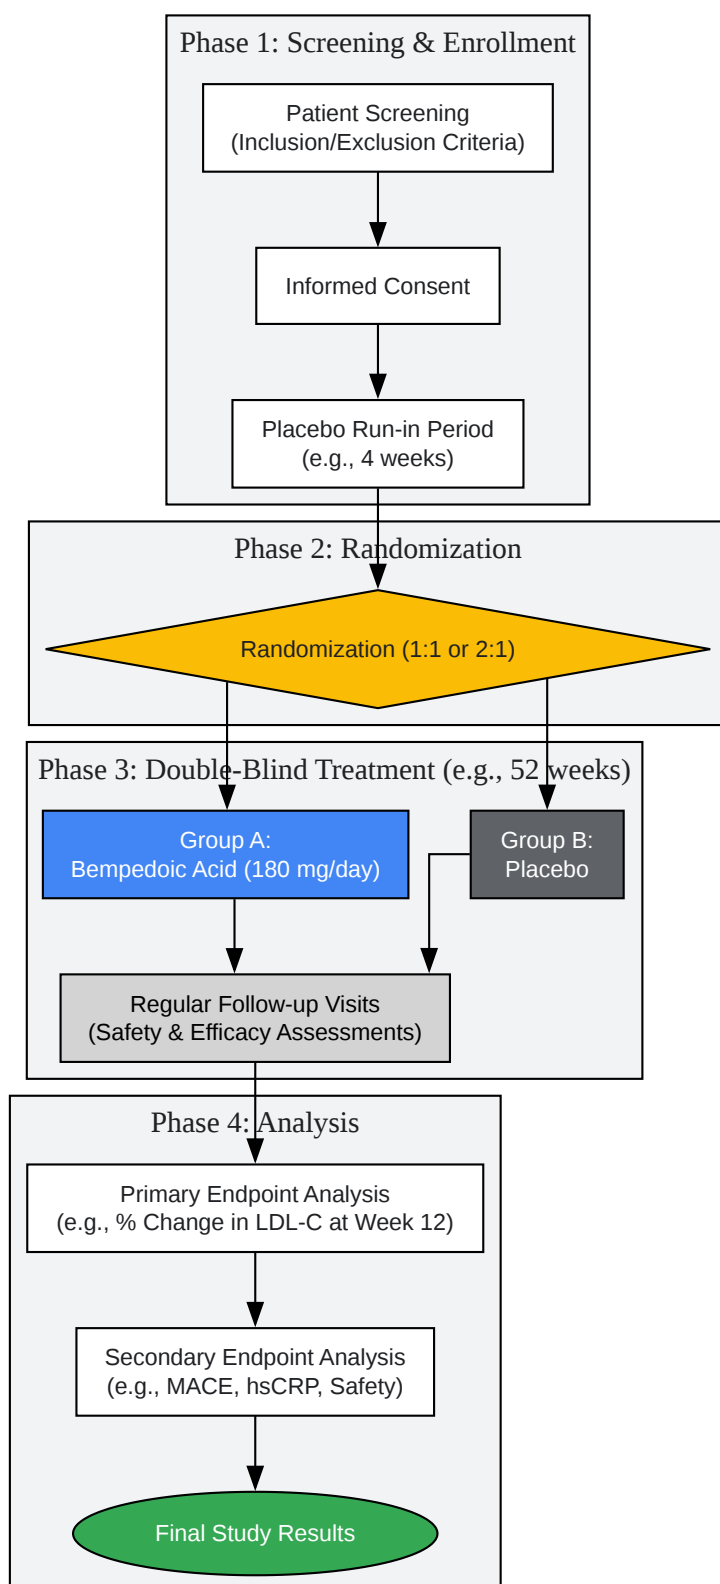 Phase 1: Screening & Enrollment
Patient Screening
(Inclusion/Exclusion Criteria)
Informed Consent
Placebo Run-in Period
(e.g., 4 weeks)
Phase 2: Randomization
Randomization (1:1 or 2:1)
Phase 3: Double-Blind Treatment (e.g., 52 weeks)
Group A:
Bempedoic Acid (180 mg/day)
Group B:
Placebo
Regular Follow-up Visits
(Safety & Efficacy Assessments)
Phase 4: Analysis
Primary Endpoint Analysis
(e.g., % Change in LDL-C at Week 12)
Secondary Endpoint Analysis
(e.g., MACE, hsCRP, Safety)
Final Study Results